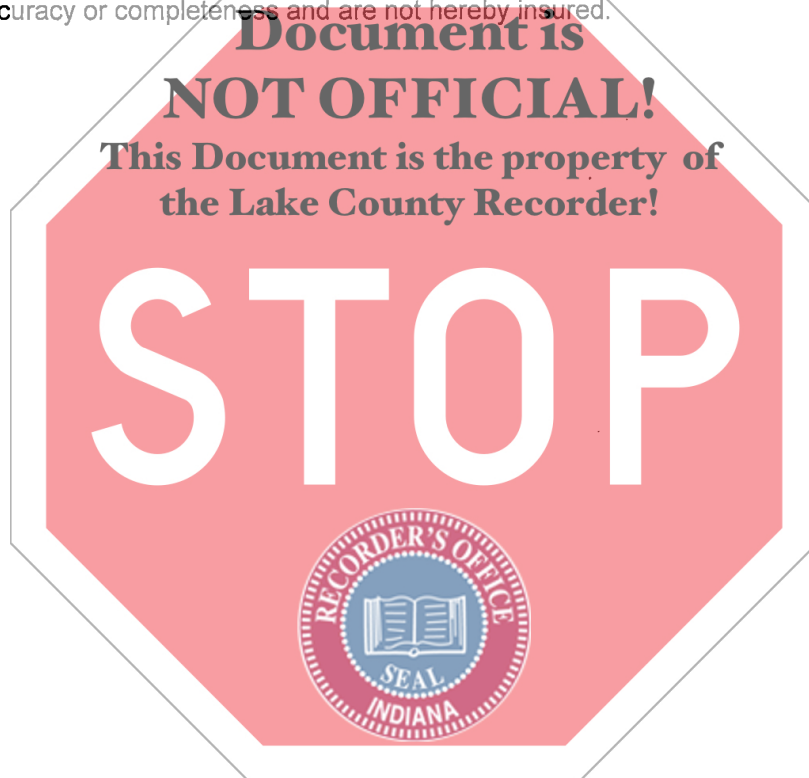 curacy or completeness and are not hereby insured.
Document is
NOT OFFICIAL!
This Document is the property of
the Lake County Recorder!
STOP
RECORDER'S OFFICE
SEAL
INDIANA